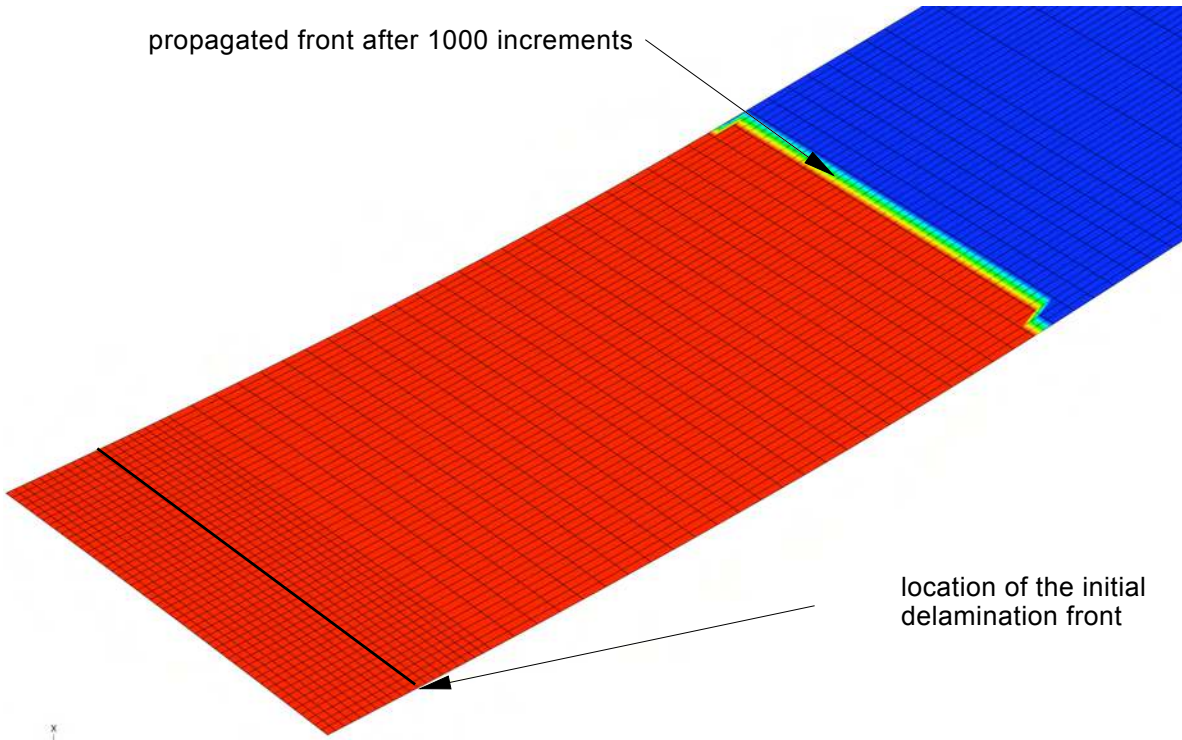 propagated front after 1000 increments
location of the initial
delamination front
x